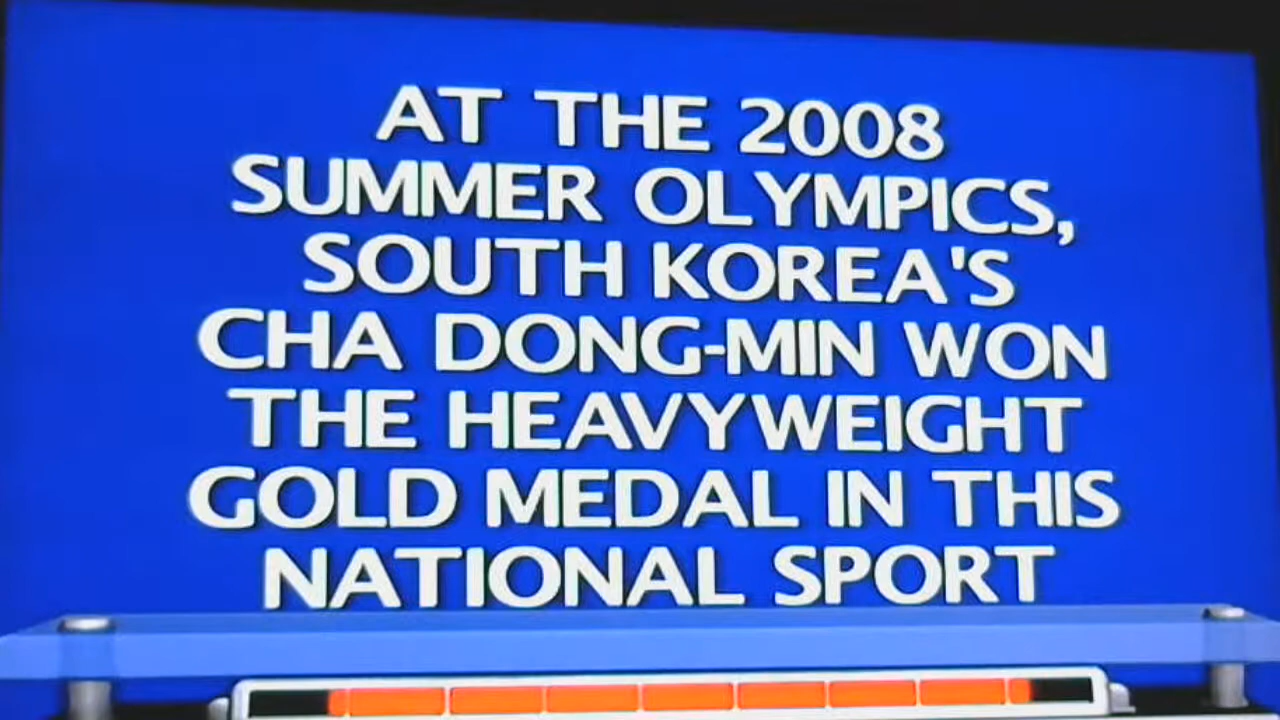 AT THE 2008
SUMMER OLYMPICS,
SOUTH KOREA'S
CHA DONG-MIN WON
THE HEAVYWEIGHT
GOLD MEDAL IN THIS
NATIONAL SPORT